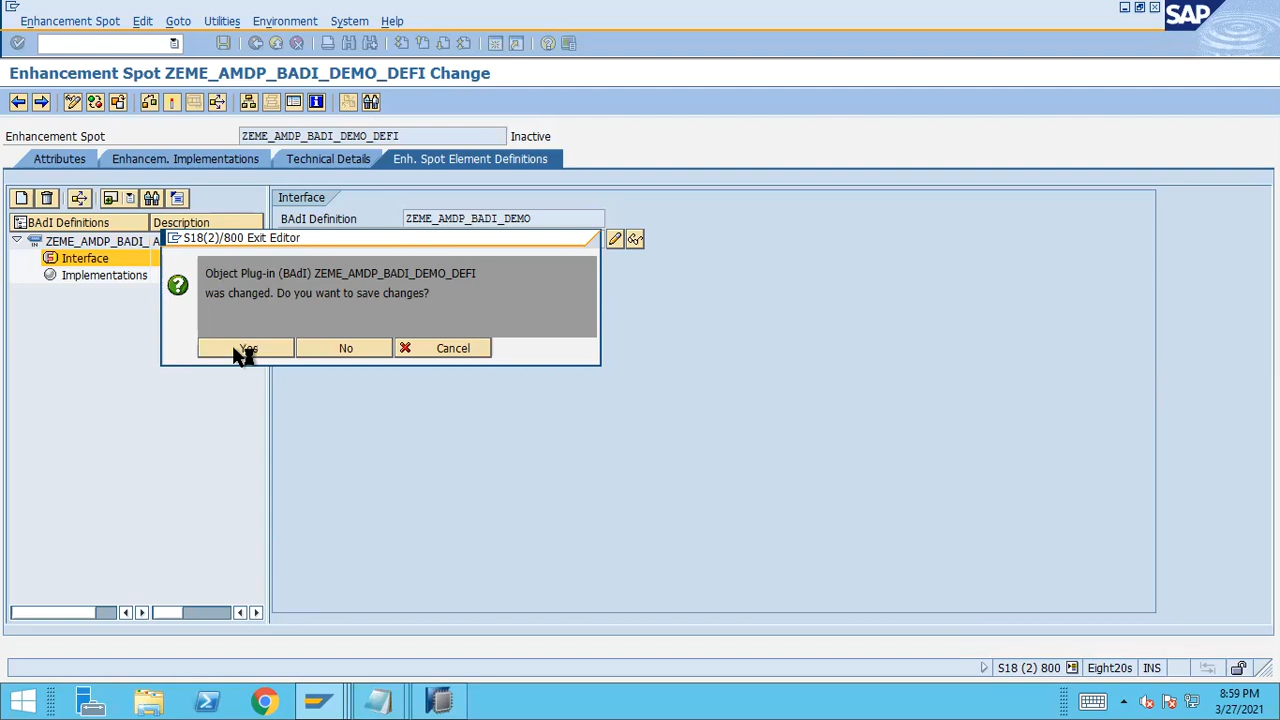 Enhancement Spot Edit Goto Utilities Environment System Help
SAP
Enhancement Spot ZEME_AMDP_BADI_DEMO_DEFI Change
Enhancement Spot ZEME_AMDP_BADI_DEMO_DEFI Inactive
Attributes Enhancem. Implementations Technical Details Enh. Spot Element Definitions
Interface
BAdI Definitions Description
BAdI Definition ZEME_AMDP_BADI_DEMO
ZEME_AMDP_BADI_ A
S18(2)/800 Exit Editor
Interface
Implementations
Object Plug-in (BAdI) ZEME_AMDP_BADI_DEMO_DEFI
was changed. Do you want to save changes?
Yes No Cancel
S18 (2) 800 Eight20s INS
8:59 PM
3/27/2021